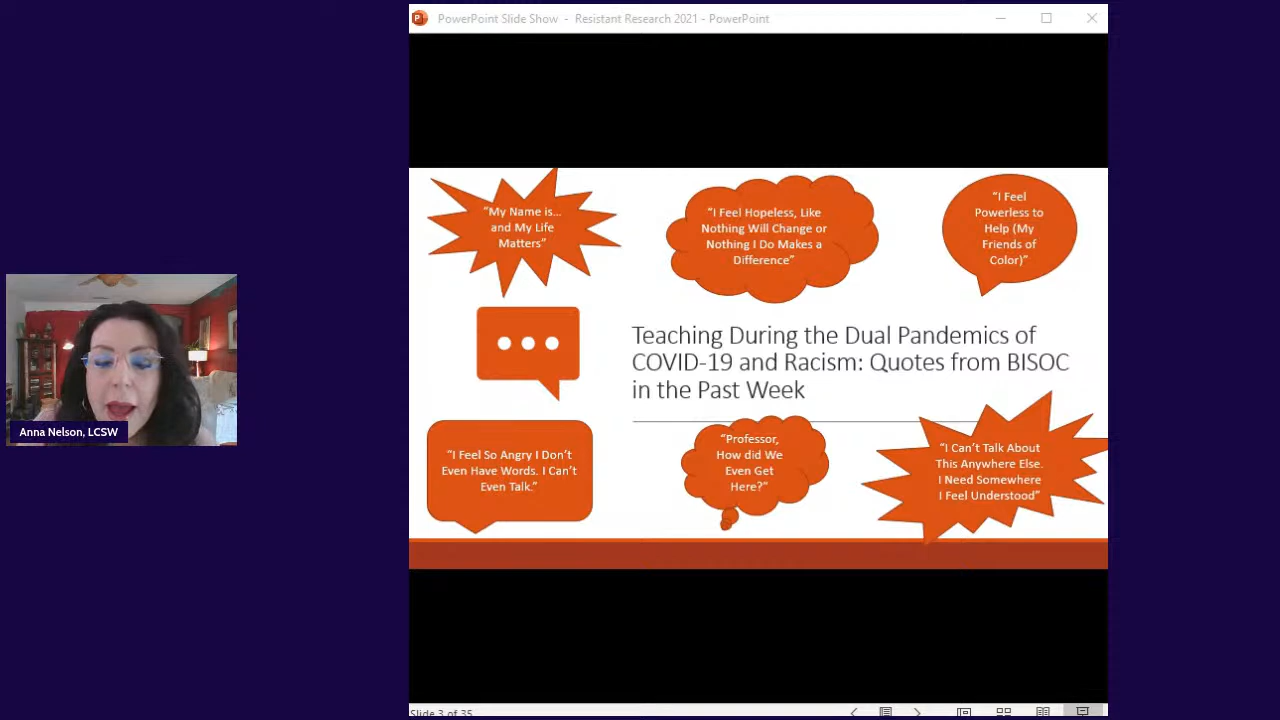 PowerPoint Slide Show - Resistant Research 2021 - PowerPoint
“My Name is…
and My Life
Matters”
“I Feel Hopeless, Like
Nothing Will Change or
Nothing I Do Makes a
Difference”
“I Feel
Powerless to
Help (My
Friends of
Color)”
Teaching During the Dual Pandemics of
COVID-19 and Racism: Quotes from BISOC
in the Past Week
“I Feel So Angry I Don’t
Even Have Words. I Can’t
Even Talk.”
“Professor,
How did We
Even Get
Here?”
“I Can’t Talk About
This Anywhere Else.
I Need Somewhere
I Feel Understood”
Anna Nelson, LCSW
Slide 3 of 35